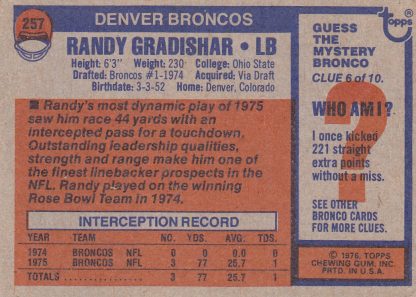 257
DENVER BRONCOS
RANDY GRADISHAR • LB
Height: 6'3" Weight: 230 College: Ohio State
Drafted: Broncos #1-1974 Acquired: Via Draft
Birthdate: 3-3-52 Home: Denver, Colorado
Randy's most dynamic play of 1975
saw him race 44 yards with an
intercepted pass for a touchdown.
Outstanding leadership qualities,
strength and range make him one of
the finest linebacker prospects in the
NFL. Randy played on the winning
Rose Bowl Team in 1974.
INTERCEPTION RECORD
YEAR TEAM NO. YDS. AVG. TD
1974 BRONCOS NFL 0 0 0.0 0
1975 BRONCOS NFL 3 77 25.7 1
TOTALS 3 77 25.7 1
topps
®
GUESS
THE
MYSTERY
BRONCO
CLUE 6 of 10.
?
WHO AM I?
I once kicked
221 straight
extra points
without a miss.
SEE OTHER
BRONCO CARDS
FOR MORE CLUES.
© 1976, TOPPS
CHEWING GUM, INC.
PRTD. IN U.S.A.